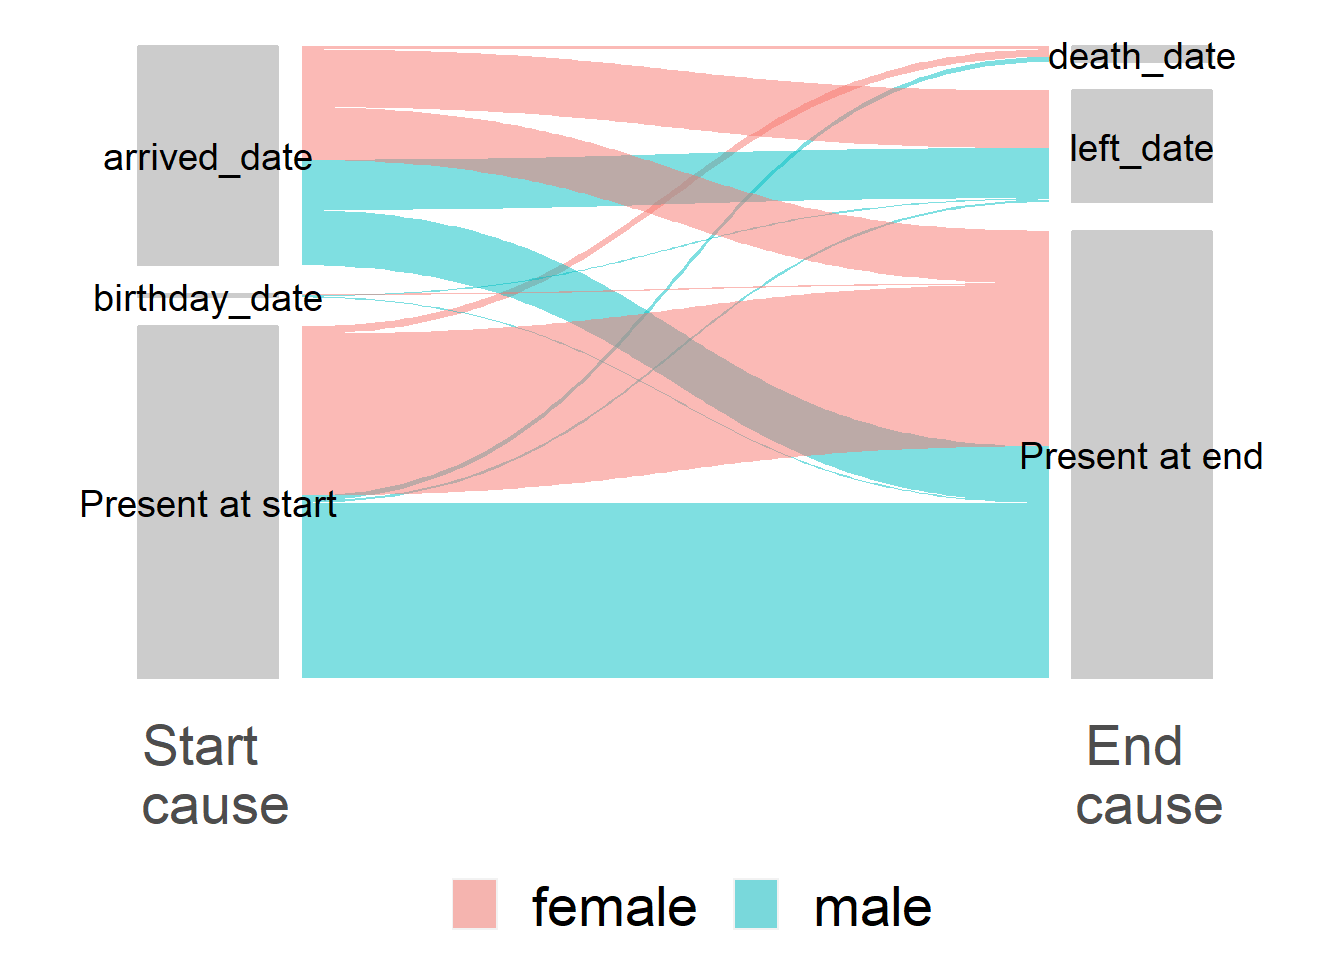 death_date
left_date
arrived_date
birthday_date
Present at end
Present at start
Start
cause
End
cause
female
male